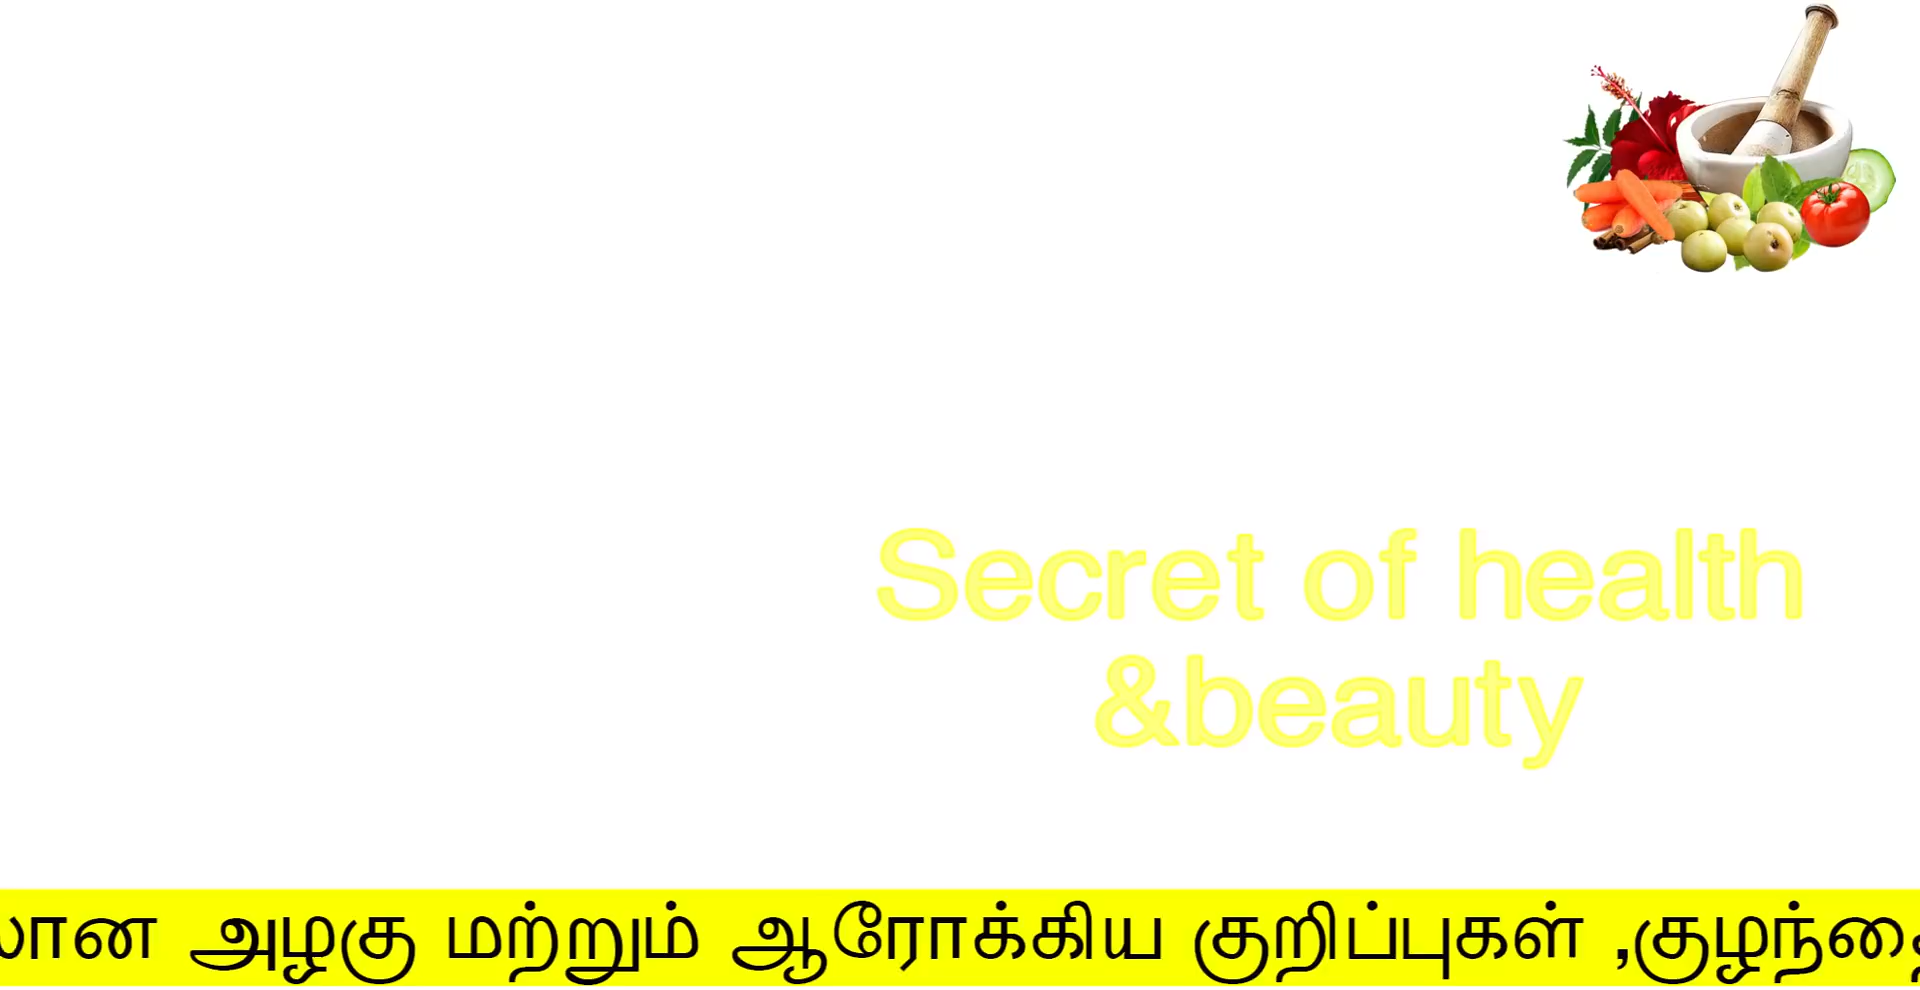 Secret of health
&beauty
அழகு மற்றும் ஆரோக்கிய குறிப்புகள் ,